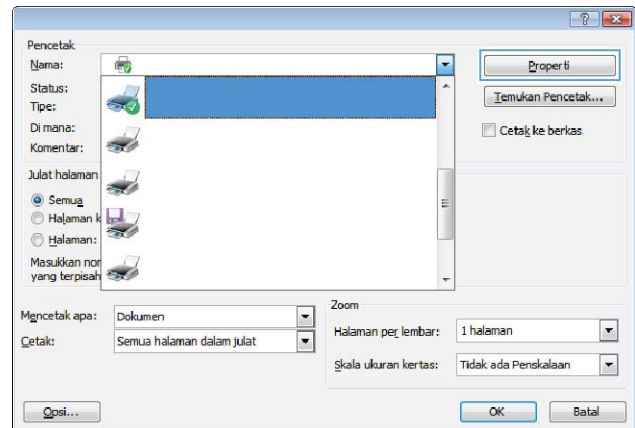 Pencetak
Nama:
Properti
Status:
Temukan Pencetak...
Tipe:
Di mana:
Cetak ke berkas
Komentar:
Julat halaman
Semua
Halaman k
Halaman:
Masukkan nor
yang terpisah
Mencetak apa: Dokumen
Cetak: Semua halaman dalam julat
Zoom
Halaman per lembar: 1 halaman
Skala ukuran kertas: Tidak ada Penskalaan
Opsi...
OK
Batal